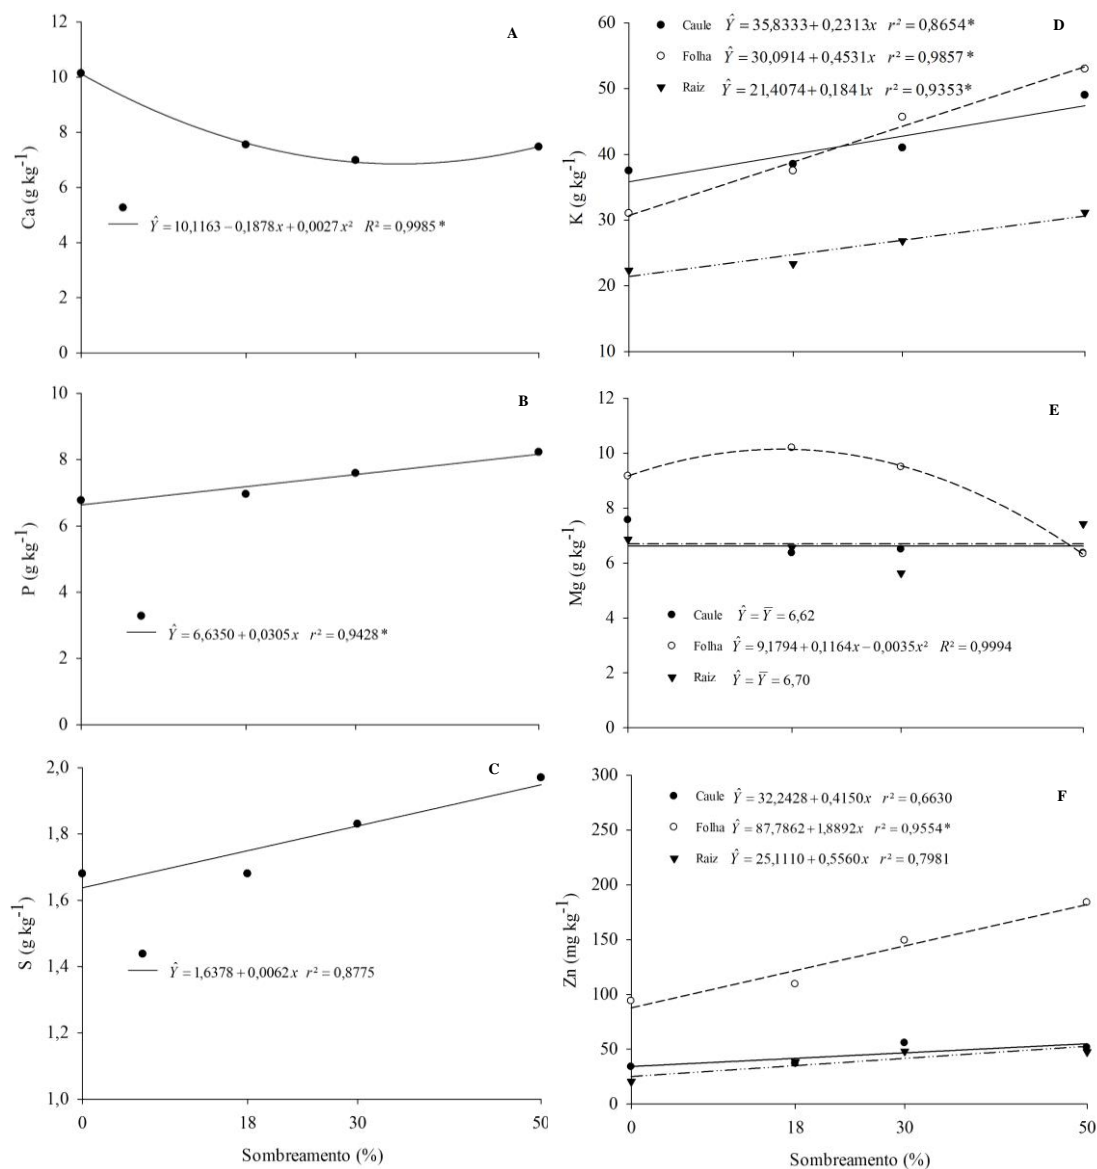 A
12
10
8
6
4
2
0
Ca (g kg-1)
Ŷ = 10,1163 – 0,1878x + 0,0027x² R² = 0,9985 *
B
10
8
6
4
2
0
P (g kg-1)
Ŷ = 6,6350 + 0,0305x r² = 0,9428 *
C
2,0
1,8
1,6
1,4
1,2
1,0
S (g kg-1)
Ŷ = 1,6378 + 0,0062x r² = 0,8775
0 18 30 50
Sombreamento (%)
D
60
50
40
30
20
10
K (g kg-1)
Caule Ŷ = 35,8333 + 0,2313x r² = 0,8654 *
Folha Ŷ = 30,0914 + 0,4531x r² = 0,9857 *
Raiz Ŷ = 21,4074 + 0,1841x r² = 0,9353 *
E
12
10
8
6
4
2
0
Mg (g kg-1)
Caule Ŷ = Y̅ = 6,62
Folha Ŷ = 9,1794 + 0,1164x – 0,0035x² R² = 0,9994
Raiz Ŷ = Y̅ = 6,70
F
300
250
200
150
100
50
0
Zn (mg kg-1)
Caule Ŷ = 32,2428 + 0,4150x r² = 0,6630
Folha Ŷ = 87,7862 + 1,8892x r² = 0,9554 *
Raiz Ŷ = 25,1110 + 0,5560x r² = 0,7981
0 18 30 50
Sombreamento (%)